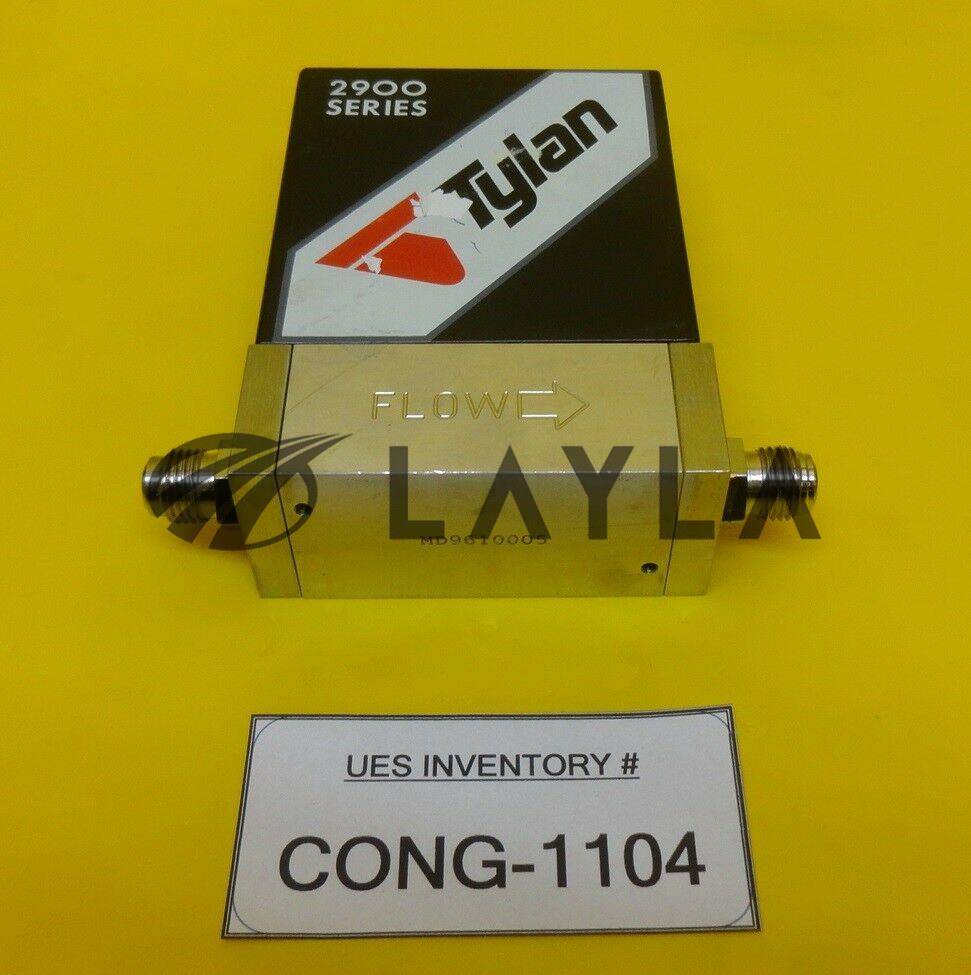 2900
SERIES
Tylan
FLOW
LAYLA
MD9610005
UES INVENTORY #
CONG-1104